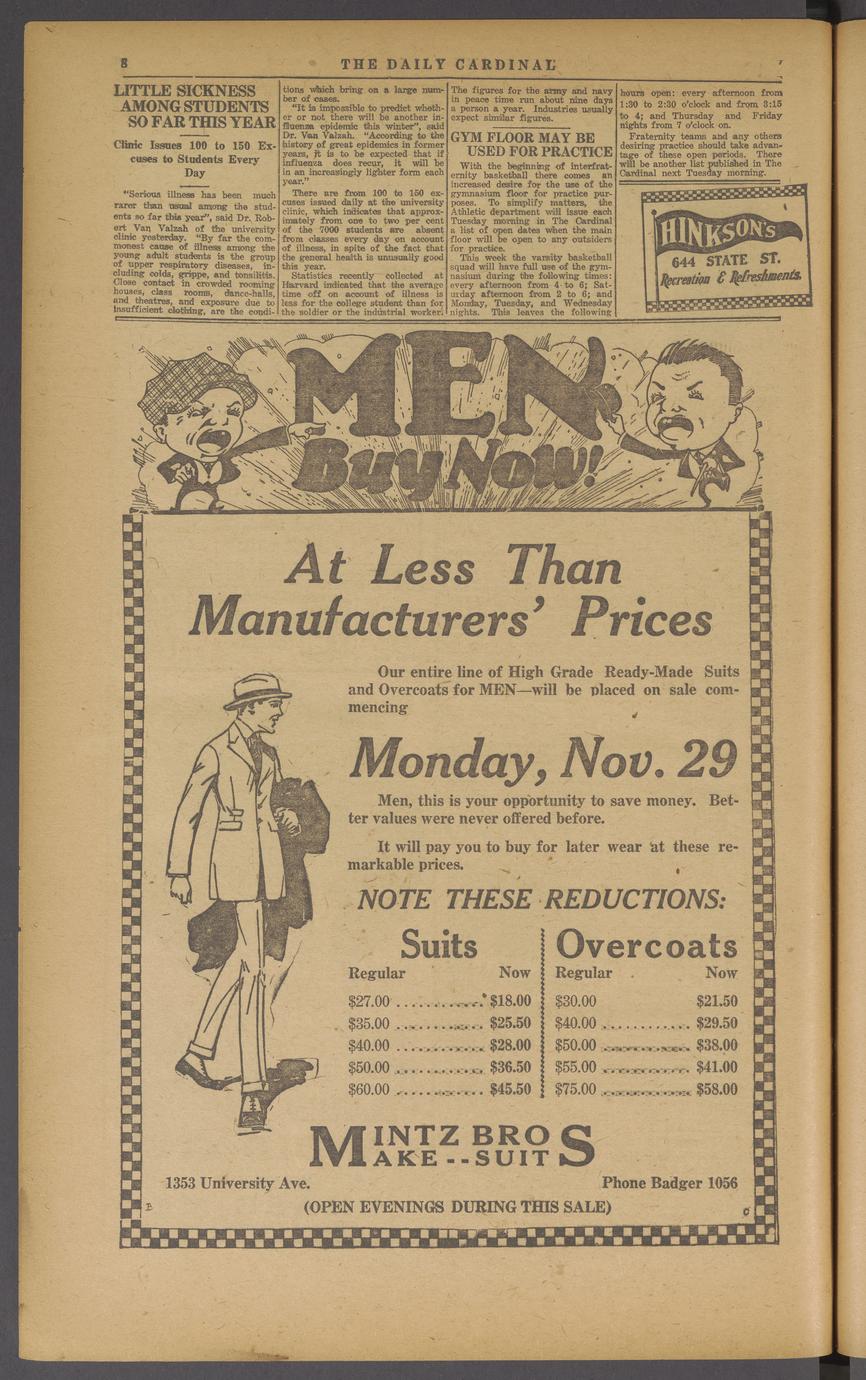 8
THE DAILY CARDINAL
LITTLE SICKNESS
AMONG STUDENTS
SO FAR THIS YEAR
Clinic Issues 100 to 150 Ex-
cuses to Students Every
Day
"Serious illness has been much
rarer than usual among the stud-
ents so far this year", said Dr. Rob-
ert Van Valzah of the university
clinic yesterday. "By far the com-
monest cause of illness among the
young adult students is the group
of upper respiratory diseases, in-
cluding colds, grippe, and tonsilitis.
Close contact in crowded rooming
houses, class rooms, dance-halls,
and theatres, and exposure due to
insufficient clothing, are the condi-
tions which bring on a large num-
ber of cases.
"It is impossible to predict wheth-
er or not there will be another in-
fluenza epidemic this winter", said
Dr. Van Valzah. "According to the
history of great epidemics in former
years, it is to be expected that if
influenza does recur, it will be
in an increasingly lighter form each
year."
There are from 100 to 150 ex-
cuses issued daily at the university
clinic, which indicates that approx-
imately from one to two per cent
of the 7000 students are absent
from classes every day on account
of illness, in spite of the fact that
the general health is unusually good
this year.
Statistics recently collected at
Harvard indicated that the average
time off on account of illness is
less for the college student than for
the soldier or the industrial worker.
The figures for the army and navy
in peace time run about nine days
a person a year. Industries usually
expect similar figures.
GYM FLOOR MAY BE
USED FOR PRACTICE
With the beginning of interfrat-
ernity basketball there comes an
increased desire for the use of the
gymnasium floor for practice pur-
poses. To simplify matters, the
Athletic department will issue each
Tuesday morning in The Cardinal
a list of open dates when the main
floor will be open to any outsiders
for practice.
This week the varsity basketball
squad will have full use of the gym-
nasium during the following times:
every afternoon from 4 to 6; Sat-
urday afternoon from 2 to 6; and
Monday, Tuesday, and Wednesday
nights. This leaves the following
hours open: every afternoon from
1:30 to 2:30 o'clock and from 3:15
to 4; and Thursday and Friday
nights from 7 o'clock on.
Fraternity teams and any others
desiring practice should take advan-
tage of these open periods. There
will be another list published in The
Cardinal next Tuesday morning.
HINKSON'S
644 STATE ST.
Recreation & Refreshments.
MEN
Buy Now!
At Less Than
Manufacturers' Prices
Our entire line of High Grade Ready-Made Suits
and Overcoats for MEN—will be placed on sale com-
mencing
Monday, Nov. 29
Men, this is your opportunity to save money. Bet-
ter values were never offered before.
It will pay you to buy for later wear at these re-
markable prices.
NOTE THESE REDUCTIONS:
Suits
Regular Now
$27.00 ............ $18.00
$35.00 ............ $25.50
$40.00 ............ $28.00
$50.00 ............ $36.50
$60.00 ............ $45.50
Overcoats
Regular Now
$30.00 $21.50
$40.00 ............ $29.50
$50.00 ............ $38.00
$55.00 ............ $41.00
$75.00 ............ $58.00
MINTZ BROS
MAKE--SUITS
1353 University Ave. Phone Badger 1056
(OPEN EVENINGS DURING THIS SALE)
B
C